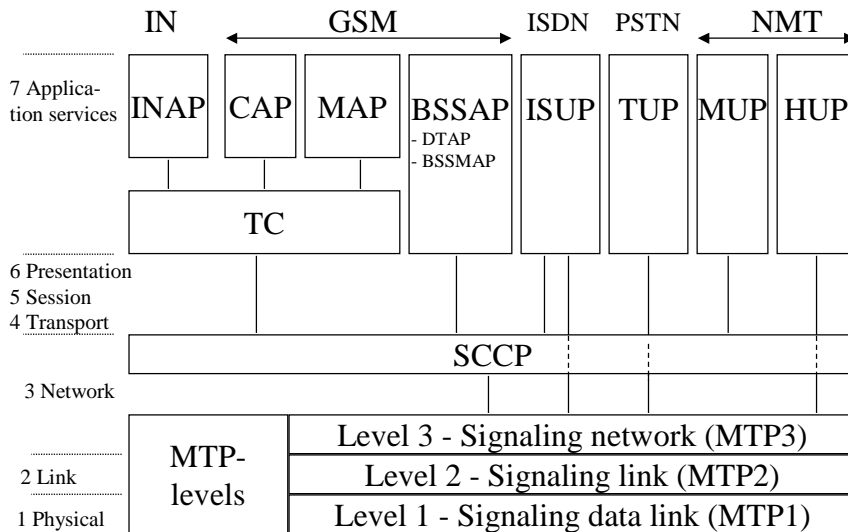 IN GSM ISDN PSTN NMT
7 Applica-
tion services
INAP CAP MAP BSSAP ISUP TUP MUP HUP
- DTAP
- BSSMAP
TC
6 Presentation
5 Session
4 Transport
SCCP
3 Network
MTP-
levels
Level 3 - Signaling network (MTP3)
2 Link
Level 2 - Signaling link (MTP2)
1 Physical
Level 1 - Signaling data link (MTP1)